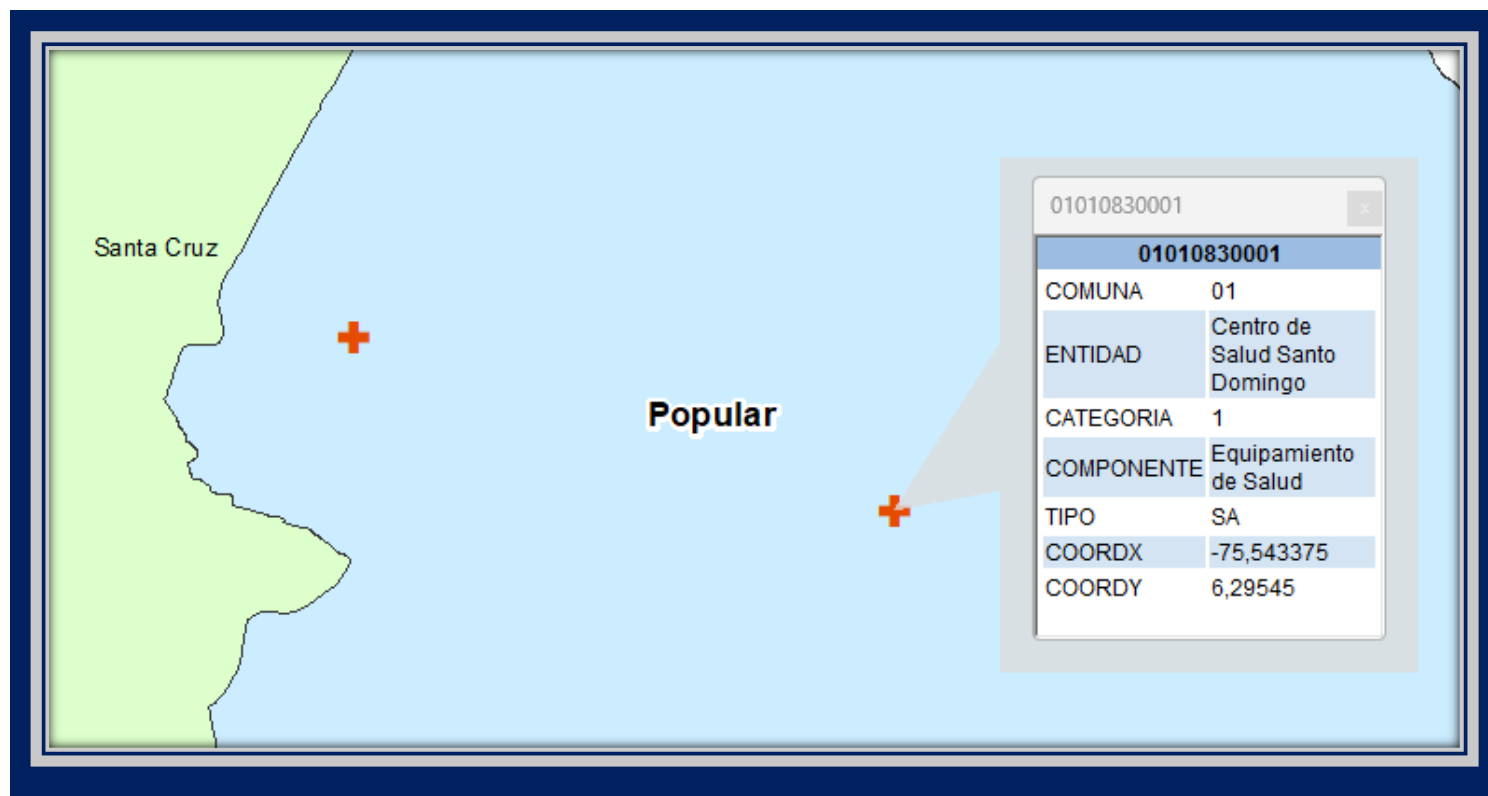 Santa Cruz
Popular
01010830001
x
01010830001
COMUNA 01
ENTIDAD Centro de
Salud Santo
Domingo
CATEGORIA 1
COMPONENTE Equipamiento
de Salud
TIPO SA
COORDX -75,543375
COORDY 6,29545